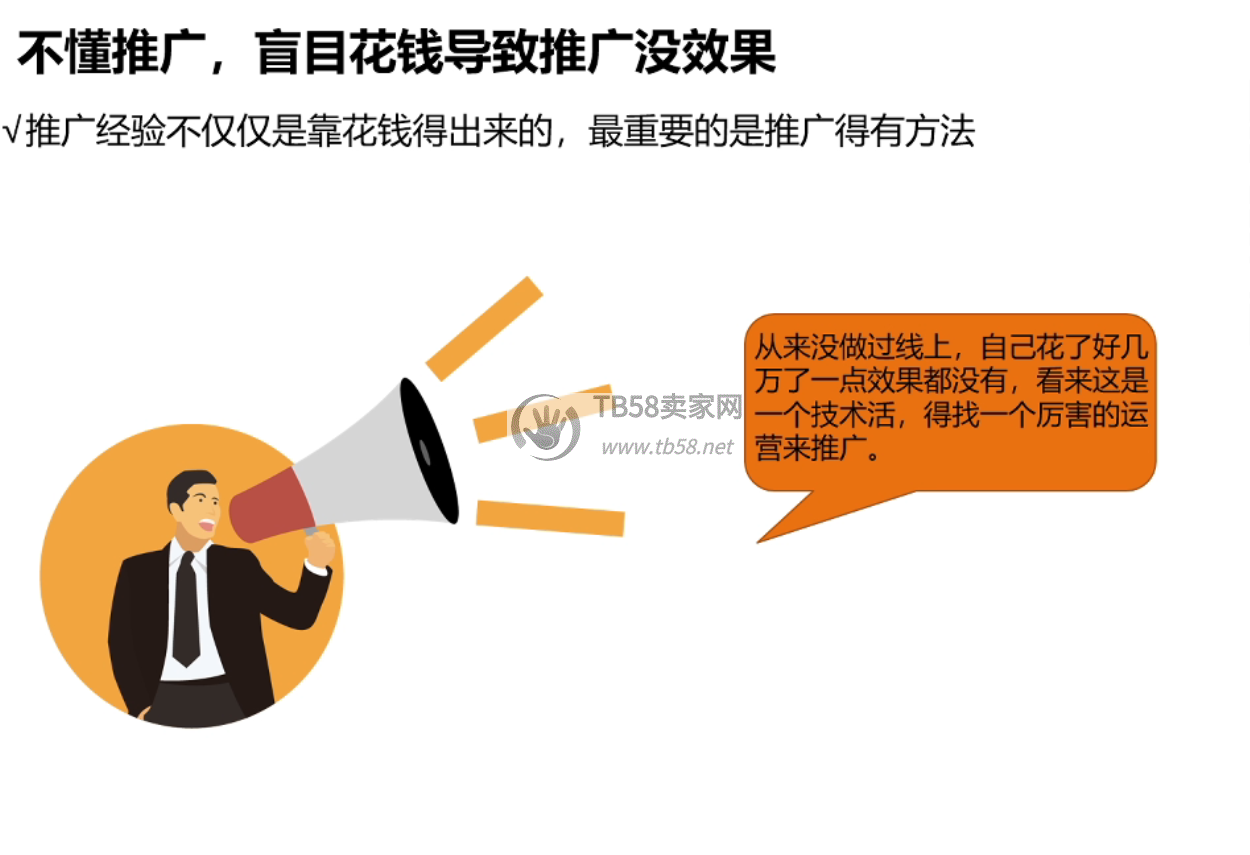 不懂推广，盲目花钱导致推广没效果
√推广经验不仅仅是靠花钱得出来的，最重要的是推广得有方法
TB58卖家网
www.tb58.net
从来没做过线上，自己花了好几
万了一点效果都没有，看来这是
一个技术活，得找一个厉害的运
营来推广。